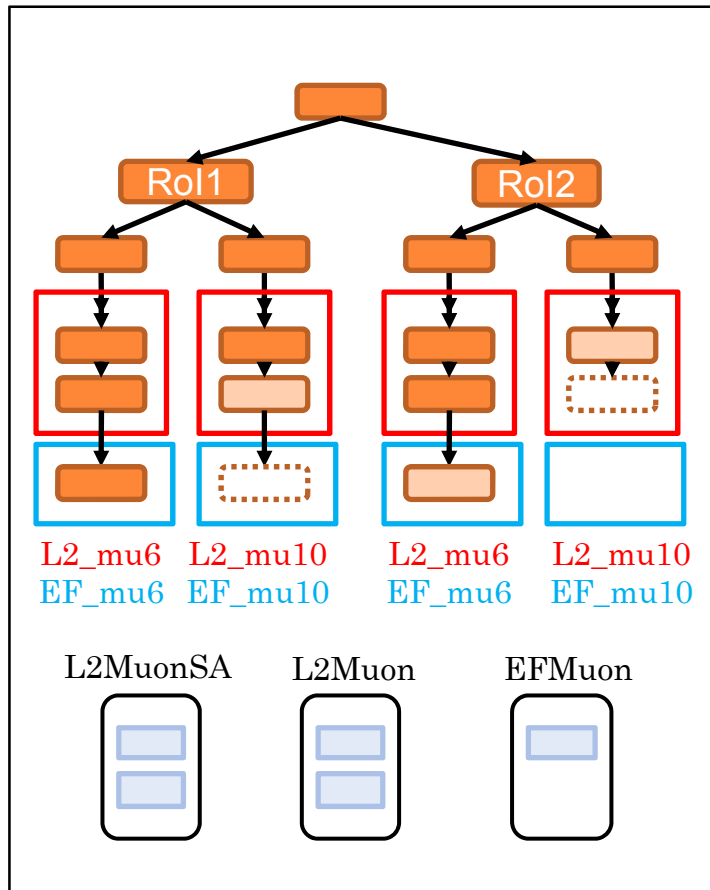 RoI1 RoI2
L2_mu6 L2_mu10 L2_mu6 L2_mu10
EF_mu6 EF_mu10 EF_mu6 EF_mu10
L2MuonSA L2Muon EFMuon